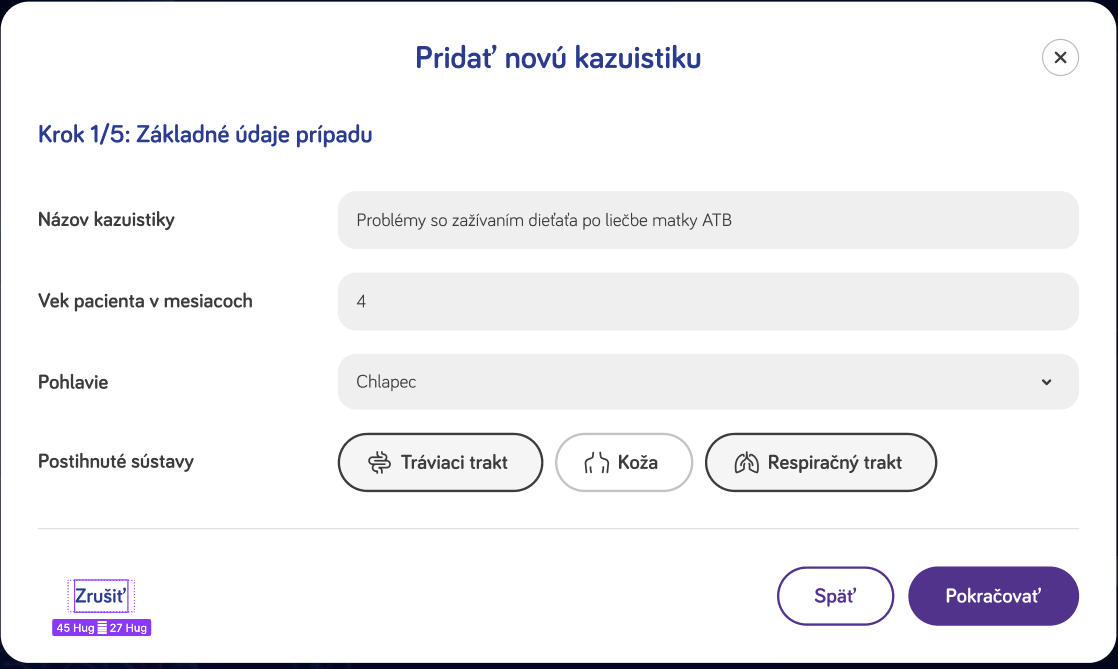 Pridať novú kazuistiku
Krok 1/5: Základné údaje prípadu
Názov kazuistiky
Problémy so zažívaním dieťaťa po liečbe matky ATB
Vek pacienta v mesiacoch
4
Pohlavie
Chlapec
Postihnuté sústavy
Tráviaci trakt
Koža
Respiračný trakt
Zrušiť
45 Hug 27 Hug
Späť
Pokračovať